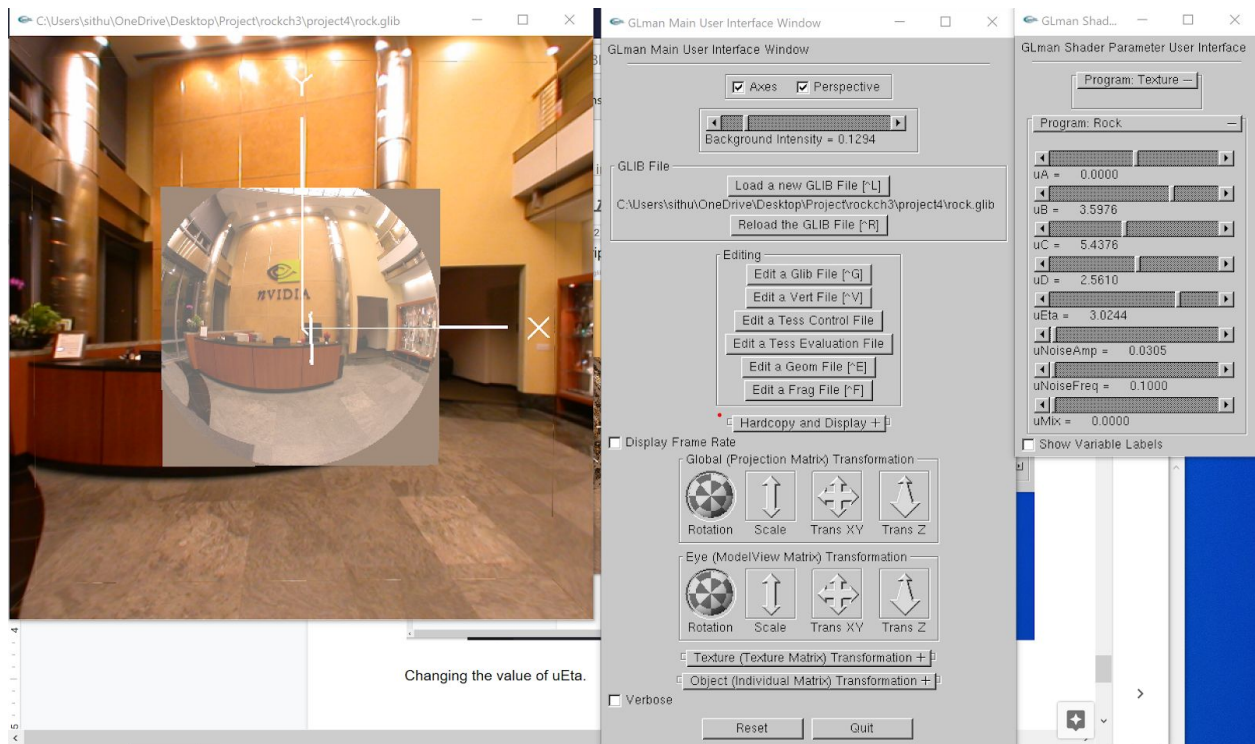 C:\Users\sithu\OneDrive\Desktop\Project\rockch3\project4\rock.glib
nVIDIA
Changing the value of uEta.
GLman Main User Interface Window
GLman Main User Interface Window
Axes
Perspective
Background Intensity = 0.1294
GLIB File
Load a new GLIB File [^L]
C:\Users\sithu\OneDrive\Desktop\Project\rockch3\project4\rock.glib
Reload the GLIB File [^R]
Editing
Edit a Glib File [^G]
Edit a Vert File [^V]
Edit a Tess Control File
Edit a Tess Evaluation File
Edit a Geom File [^E]
Edit a Frag File [^F]
Hardcopy and Display +
Display Frame Rate
Global (Projection Matrix) Transformation
Rotation Scale Trans XY Trans Z
Eye (ModelView Matrix) Transformation
Rotation Scale Trans XY Trans Z
Texture (Texture Matrix) Transformation +
Object (Individual Matrix) Transformation +
Verbose
Reset Quit
GLman Shad...
GLman Shader Parameter User Interface
Program: Texture −
Program: Rock −
uA = 0.0000
uB = 3.5976
uC = 5.4376
uD = 2.5610
uEta = 3.0244
uNoiseAmp = 0.0305
uNoiseFreq = 0.1000
uMix = 0.0000
Show Variable Labels